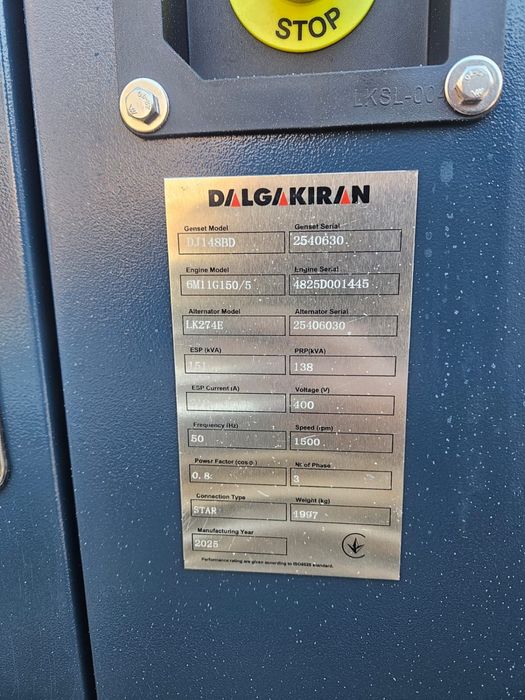 STOP
LKSL-00
DALGAKIRAN
Genset Model Genset Serial
DJ148BD 2540630.
Engine Model Engine Serial
6M11G150/5 4825D001445
Alternator Model Alternator Serial
LK274E 25406030
ESP (kVA) PRP(kVA)
151 138
ESP Current (A) Voltage (V)
400
Frequency (Hz) Speed (rpm)
50 1500
Power Factor (cosφ) Nr of Phase
0.8 3
Connection Type Weight (kg)
STAR 1997
Manufacturing Year
2025
Performance rating are given according to ISO8528 standard.